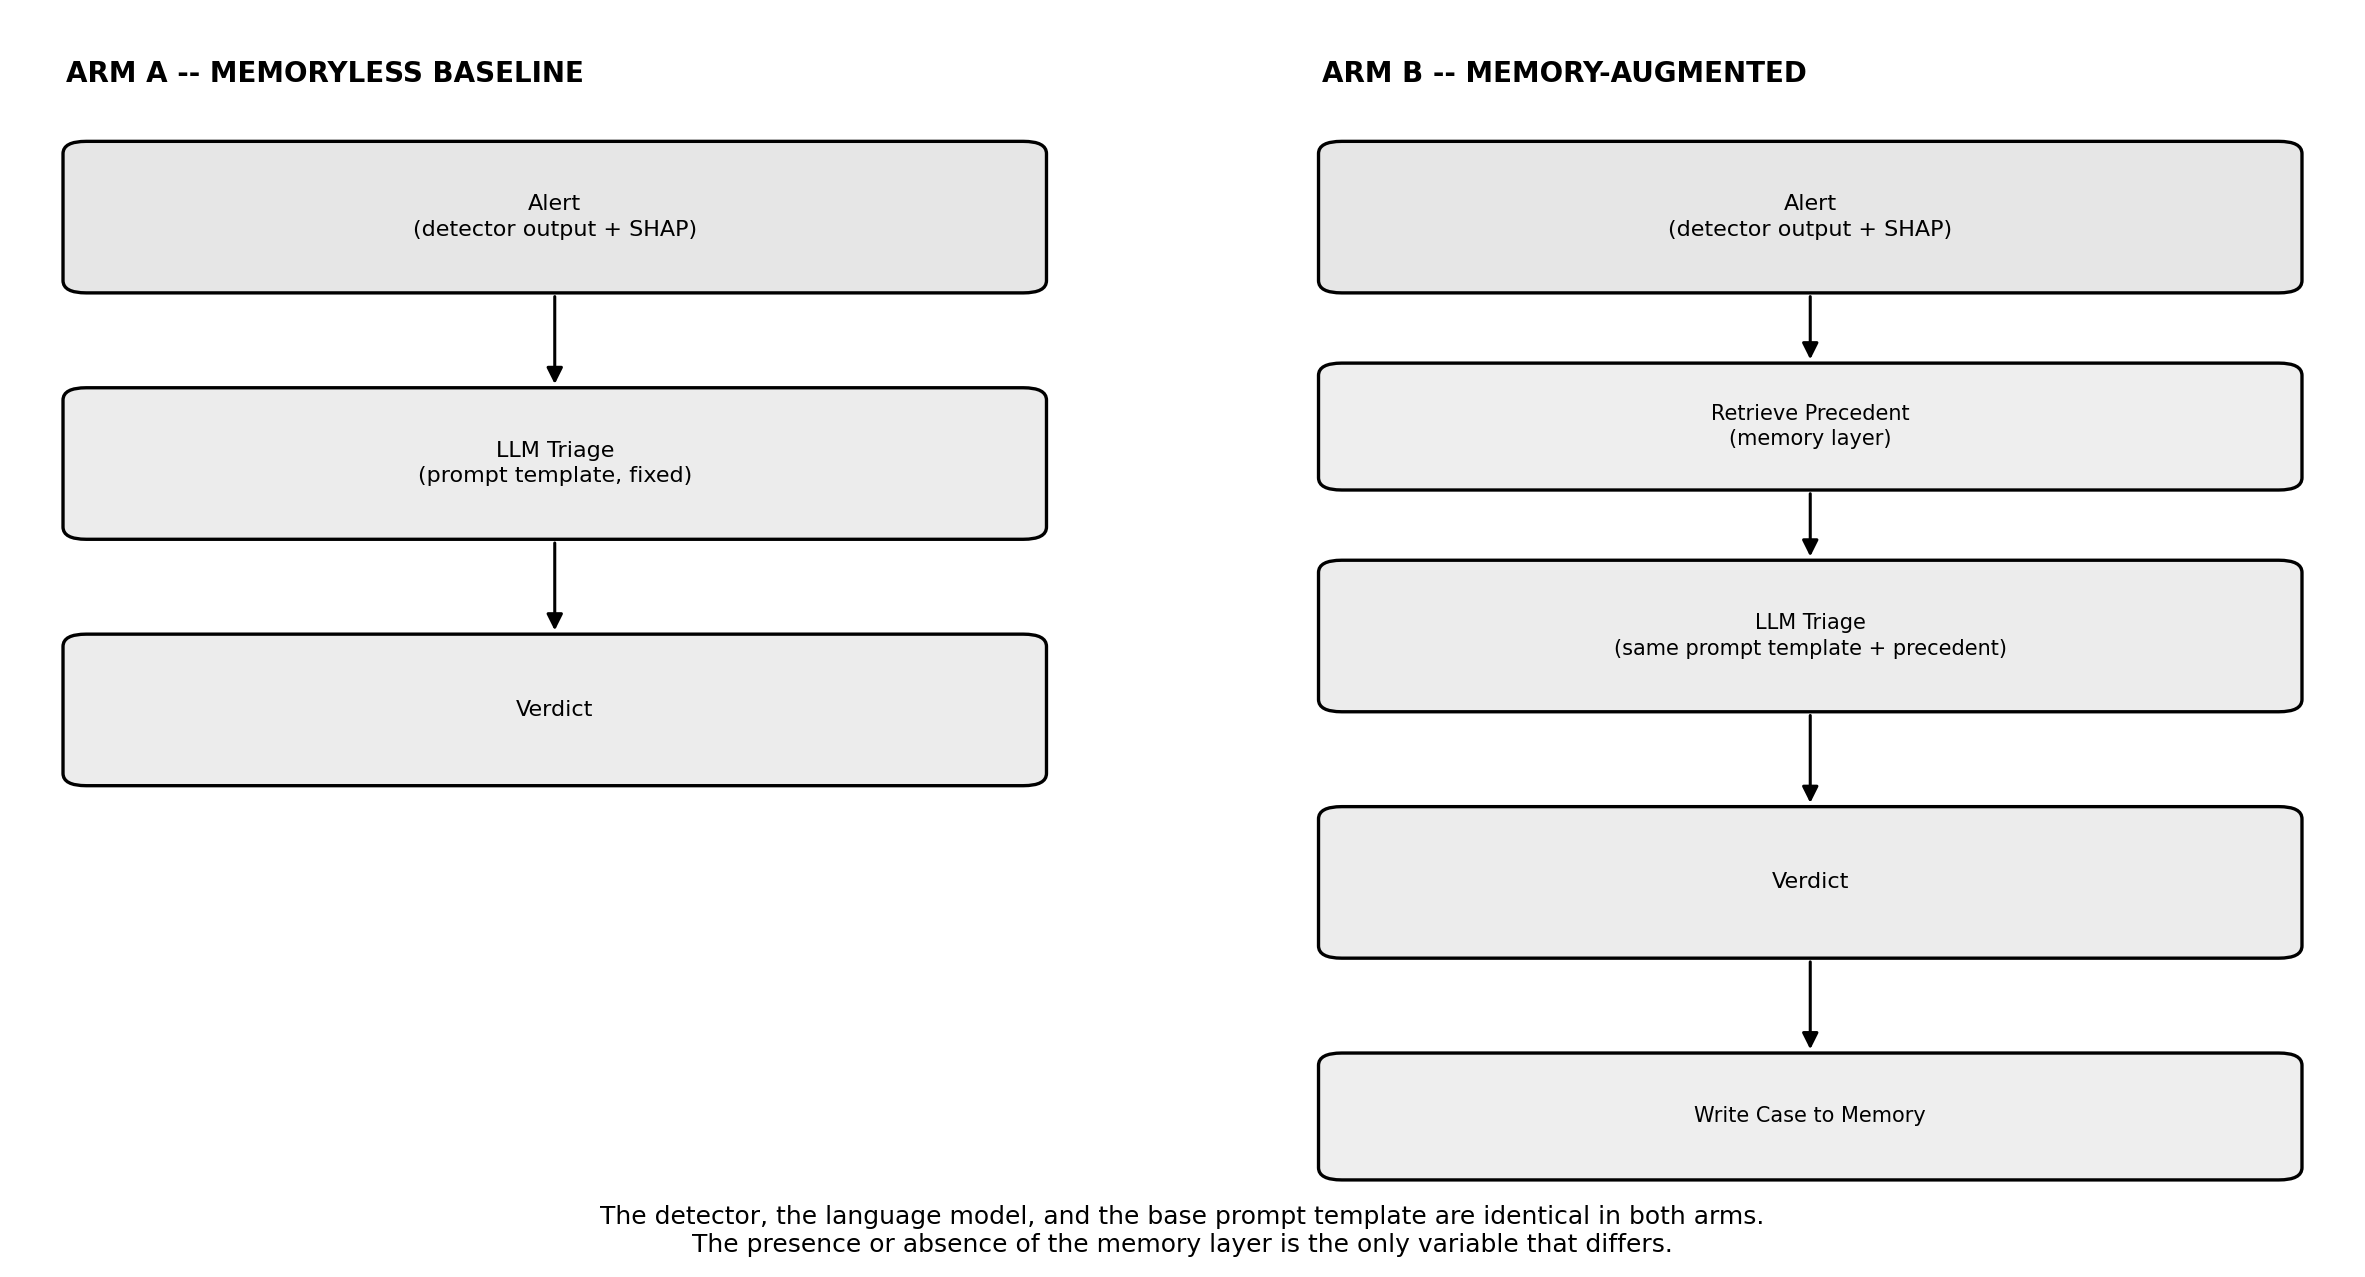 ARM A -- MEMORYLESS BASELINE
Alert
(detector output + SHAP)
LLM Triage
(prompt template, fixed)
Verdict
ARM B -- MEMORY-AUGMENTED
Alert
(detector output + SHAP)
Retrieve Precedent
(memory layer)
LLM Triage
(same prompt template + precedent)
Verdict
Write Case to Memory
The detector, the language model, and the base prompt template are identical in both arms.
The presence or absence of the memory layer is the only variable that differs.